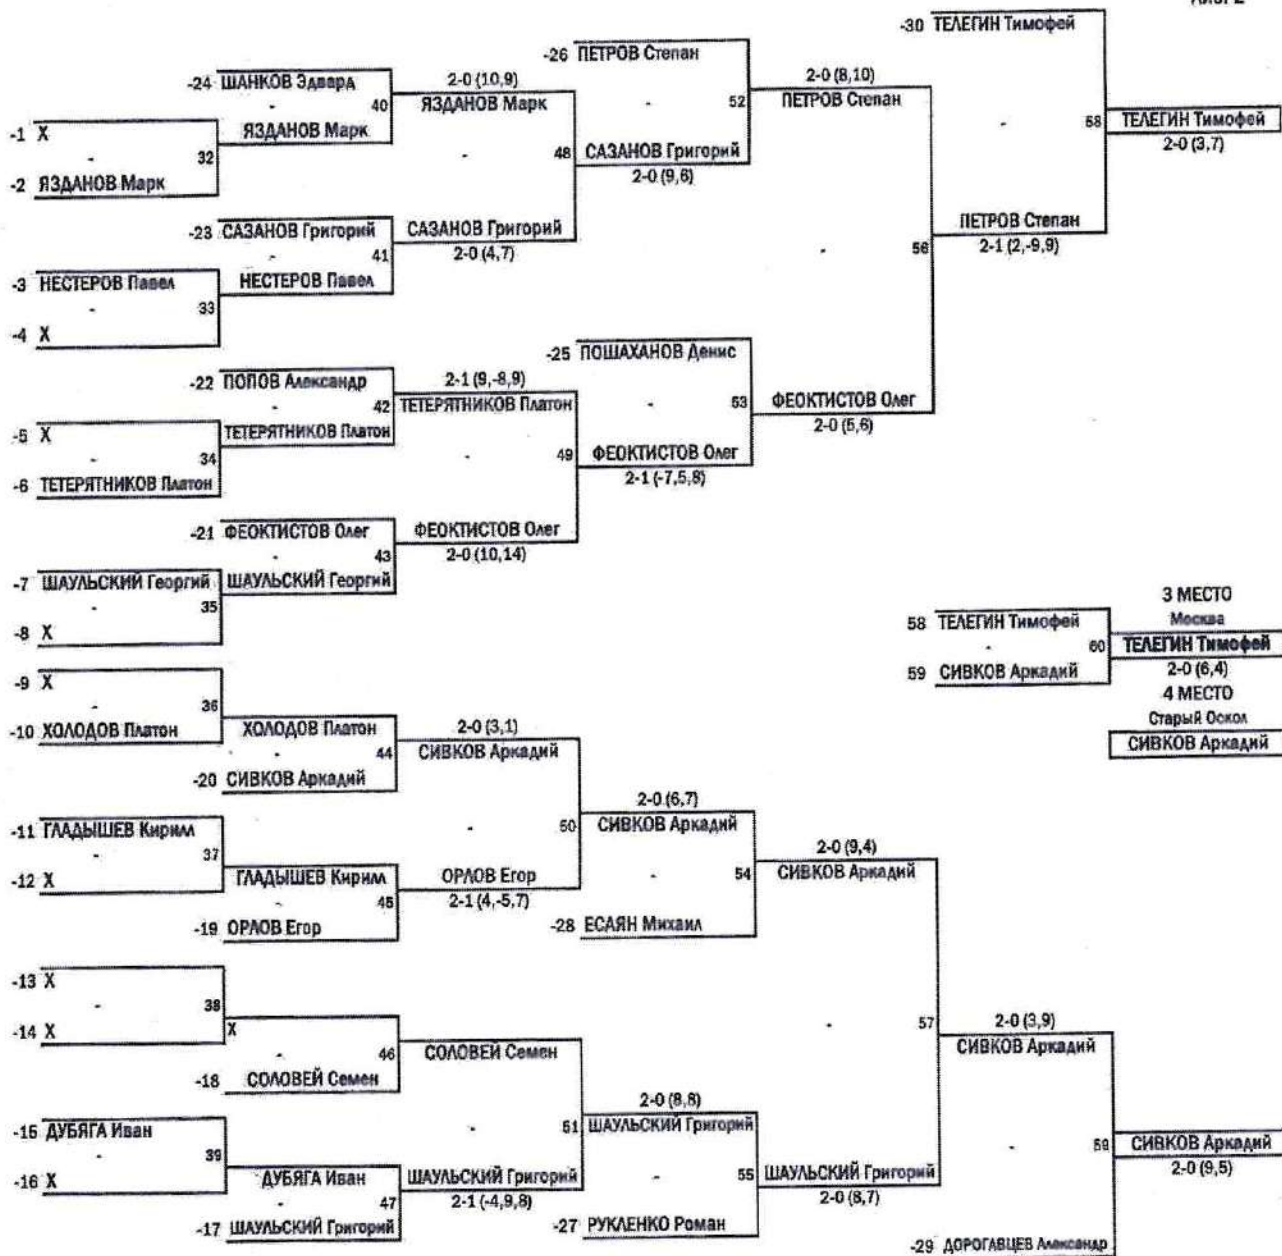 -30 ТЕЛЕГИН Тимофей
-26 ПЕТРОВ Степан
-24 ШАНКОВ Эдвард
2-0 (10,9)
2-0 (8,10)
40
ЯЗДАНОВ Марк
-
52
ПЕТРОВ Степан
-1 X
ЯЗДАНОВ Марк
-
58
ТЕЛЕГИН Тимофей
-
32
-
48
САЗАНОВ Григорий
2-0 (3,7)
-2 ЯЗДАНОВ Марк
2-0 (9,6)
-23 САЗАНОВ Григорий
САЗАНОВ Григорий
ПЕТРОВ Степан
-
41
2-0 (4,7)
-
56
2-1 (2,-9,9)
-3 НЕСТЕРОВ Павел
НЕСТЕРОВ Павел
-
33
-4 X
-25 ПОШАХАНОВ Денис
-22 ПОПОВ Александр
2-1 (9,-8,9)
-
42
ТЕТЕРЯТНИКОВ Платон
-
53
ФЕОКТИСТОВ Олег
-5 X
ТЕТЕРЯТНИКОВ Платон
2-0 (5,6)
-
34
-
49
ФЕОКТИСТОВ Олег
-6 ТЕТЕРЯТНИКОВ Платон
2-1 (-7,5,8)
-21 ФЕОКТИСТОВ Олег
ФЕОКТИСТОВ Олег
-
43
2-0 (10,14)
-7 ШАУЛЬСКИЙ Георгий
ШАУЛЬСКИЙ Георгий
-
35
3 МЕСТО
-8 X
58 ТЕЛЕГИН Тимофей
Москва
-
60
ТЕЛЕГИН Тимофей
-9 X
59 СИВКОВ Аркадий
2-0 (6,4)
-
36
4 МЕСТО
-10 ХОЛОДОВ Платон
ХОЛОДОВ Платон
2-0 (3,1)
Старый Оскол
-
44
СИВКОВ Аркадий
СИВКОВ Аркадий
-20 СИВКОВ Аркадий
2-0 (6,7)
-11 ГЛАДЫШЕВ Кирилл
-
50
СИВКОВ Аркадий
-
37
2-0 (9,4)
-12 X
ГЛАДЫШЕВ Кирилл
ОРЛОВ Егор
-
54
СИВКОВ Аркадий
-
45
2-1 (4,-5,7)
-19 ОРЛОВ Егор
-28 ЕСАЯН Михаил
-13 X
-
38
-14 X
X
-
57
2-0 (3,9)
-
46
СОЛОВЕЙ Семен
СИВКОВ Аркадий
-18 СОЛОВЕЙ Семен
2-0 (8,8)
-15 ДУБЯГА Иван
-
51
ШАУЛЬСКИЙ Григорий
-
39
-
59
СИВКОВ Аркадий
-16 X
ДУБЯГА Иван
ШАУЛЬСКИЙ Григорий
-
55
ШАУЛЬСКИЙ Григорий
2-0 (9,5)
-
47
2-1 (-4,9,8)
2-0 (8,7)
-17 ШАУЛЬСКИЙ Григорий
-27 РУКЛЕНКО Роман
-29 ДОРОГАВЦЕВ Александр